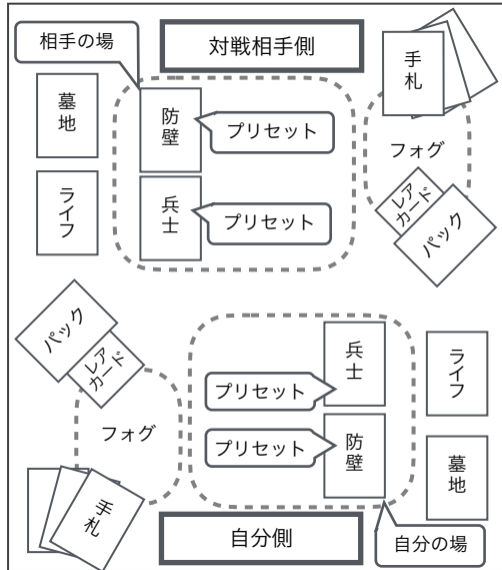 相手の場
対戦相手側
手札
墓地
防壁
プリセット
フォグ
ライフ
兵士
プリセット
レア
カード
パック
パック
レア
カード
兵士
ライフ
プリセット
フォグ
プリセット
防壁
墓地
手札
自分側
自分の場